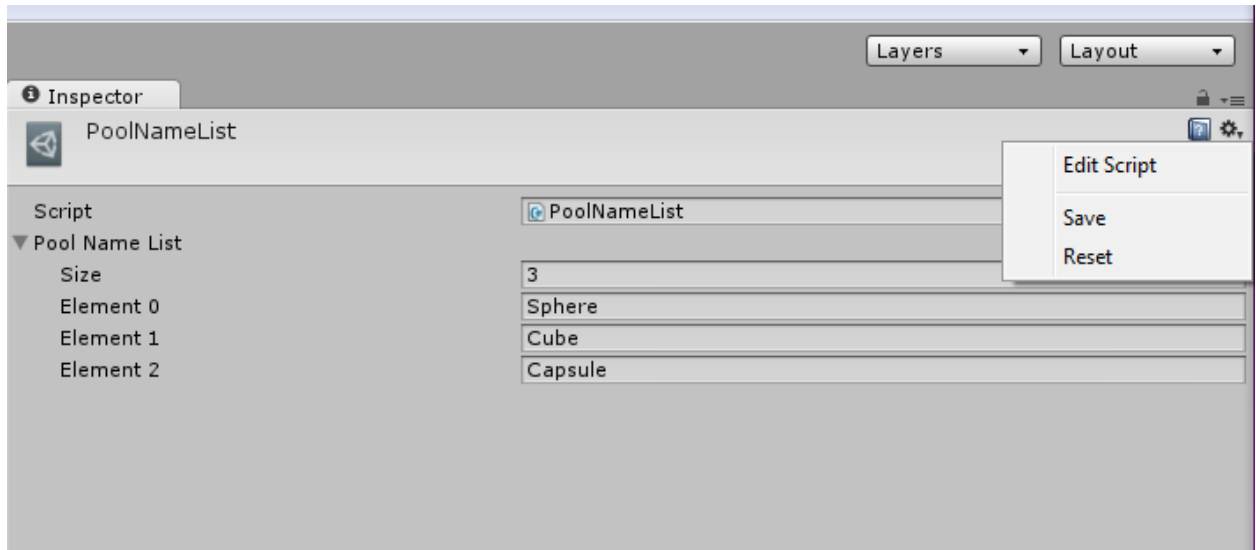 Layers Layout
Inspector
PoolNameList
Edit Script
Save
Reset
Script PoolNameList
Pool Name List
Size 3
Element 0 Sphere
Element 1 Cube
Element 2 Capsule